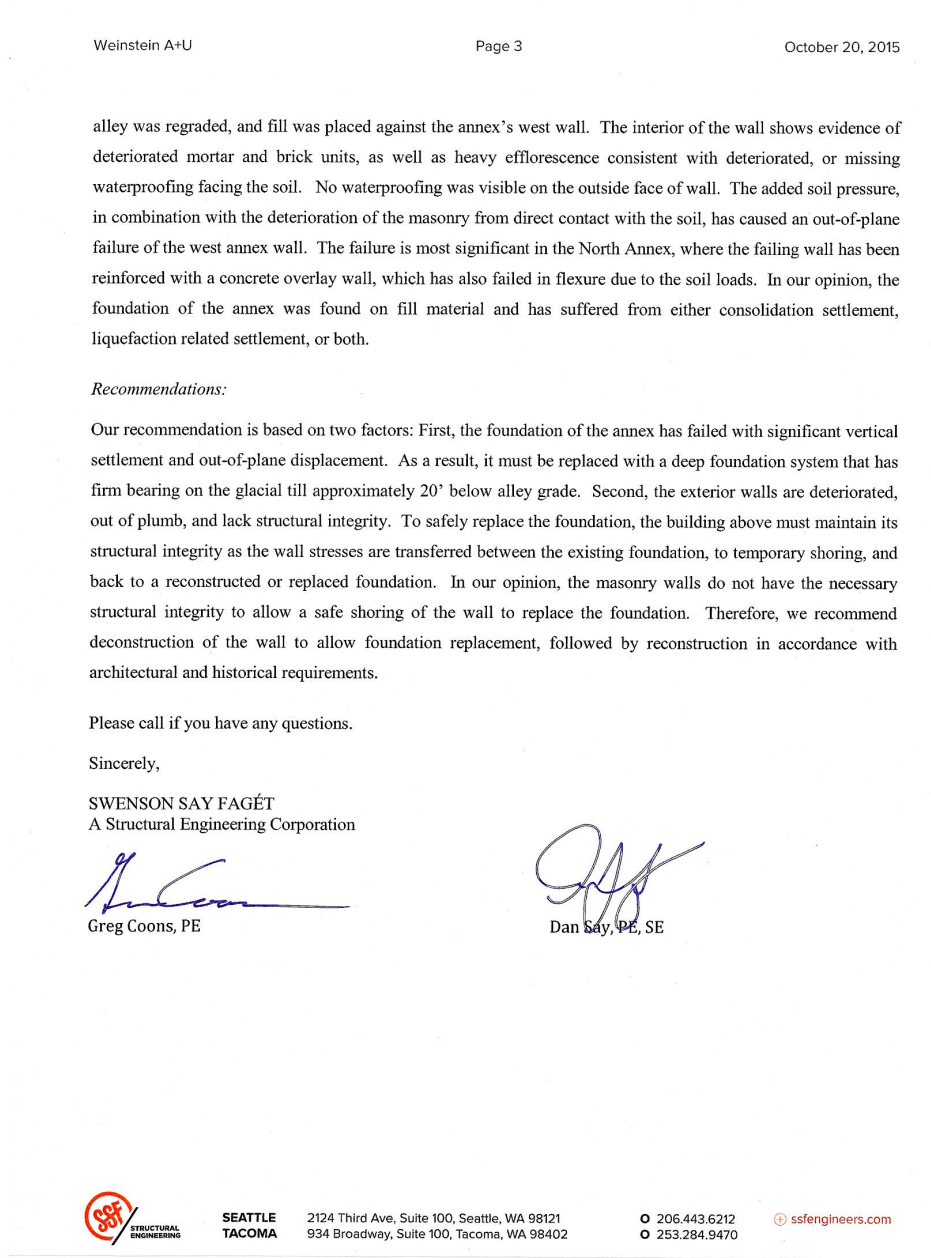 Weinstein A+U Page 3 October 20, 2015
alley was regraded, and fill was placed against the annex's west wall. The interior of the wall shows evidence of
deteriorated mortar and brick units, as well as heavy efflorescence consistent with deteriorated, or missing
waterproofing facing the soil. No waterproofing was visible on the outside face of wall. The added soil pressure,
in combination with the deterioration of the masonry from direct contact with the soil, has caused an out-of-plane
failure of the west annex wall. The failure is most significant in the North Annex, where the failing wall has been
reinforced with a concrete overlay wall, which has also failed in flexure due to the soil loads. In our opinion, the
foundation of the annex was found on fill material and has suffered from either consolidation settlement,
liquefaction related settlement, or both.
Recommendations:
Our recommendation is based on two factors: First, the foundation of the annex has failed with significant vertical
settlement and out-of-plane displacement. As a result, it must be replaced with a deep foundation system that has
firm bearing on the glacial till approximately 20' below alley grade. Second, the exterior walls are deteriorated,
out of plumb, and lack structural integrity. To safely replace the foundation, the building above must maintain its
structural integrity as the wall stresses are transferred between the existing foundation, to temporary shoring, and
back to a reconstructed or replaced foundation. In our opinion, the masonry walls do not have the necessary
structural integrity to allow a safe shoring of the wall to replace the foundation. Therefore, we recommend
deconstruction of the wall to allow foundation replacement, followed by reconstruction in accordance with
architectural and historical requirements.
Please call if you have any questions.
Sincerely,
SWENSON SAY FAGÉT
A Structural Engineering Corporation
Greg Coons, PE Dan Say, PE, SE
SSF STRUCTURAL ENGINEERING
SEATTLE 2124 Third Ave, Suite 100, Seattle, WA 98121 O 206.443.6212 ssfengineers.com
TACOMA 934 Broadway, Suite 100, Tacoma, WA 98402 O 253.284.9470